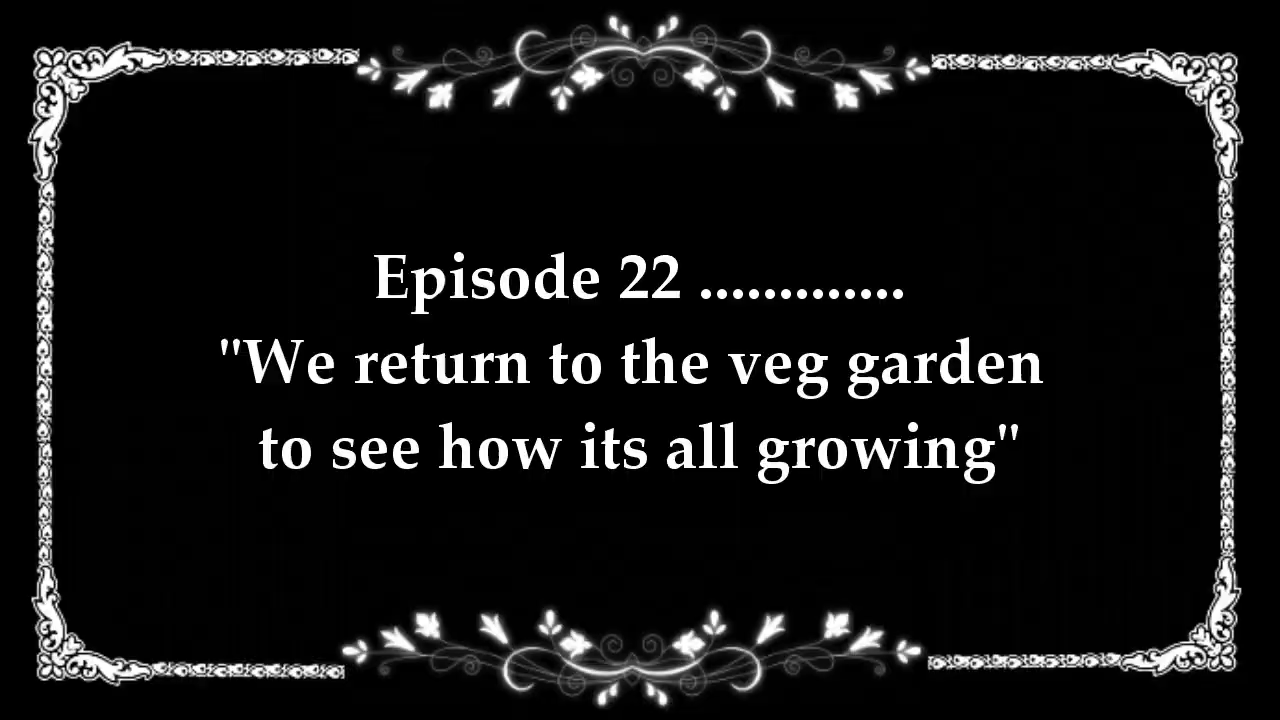 Episode 22 .............
"We return to the veg garden
to see how its all growing"